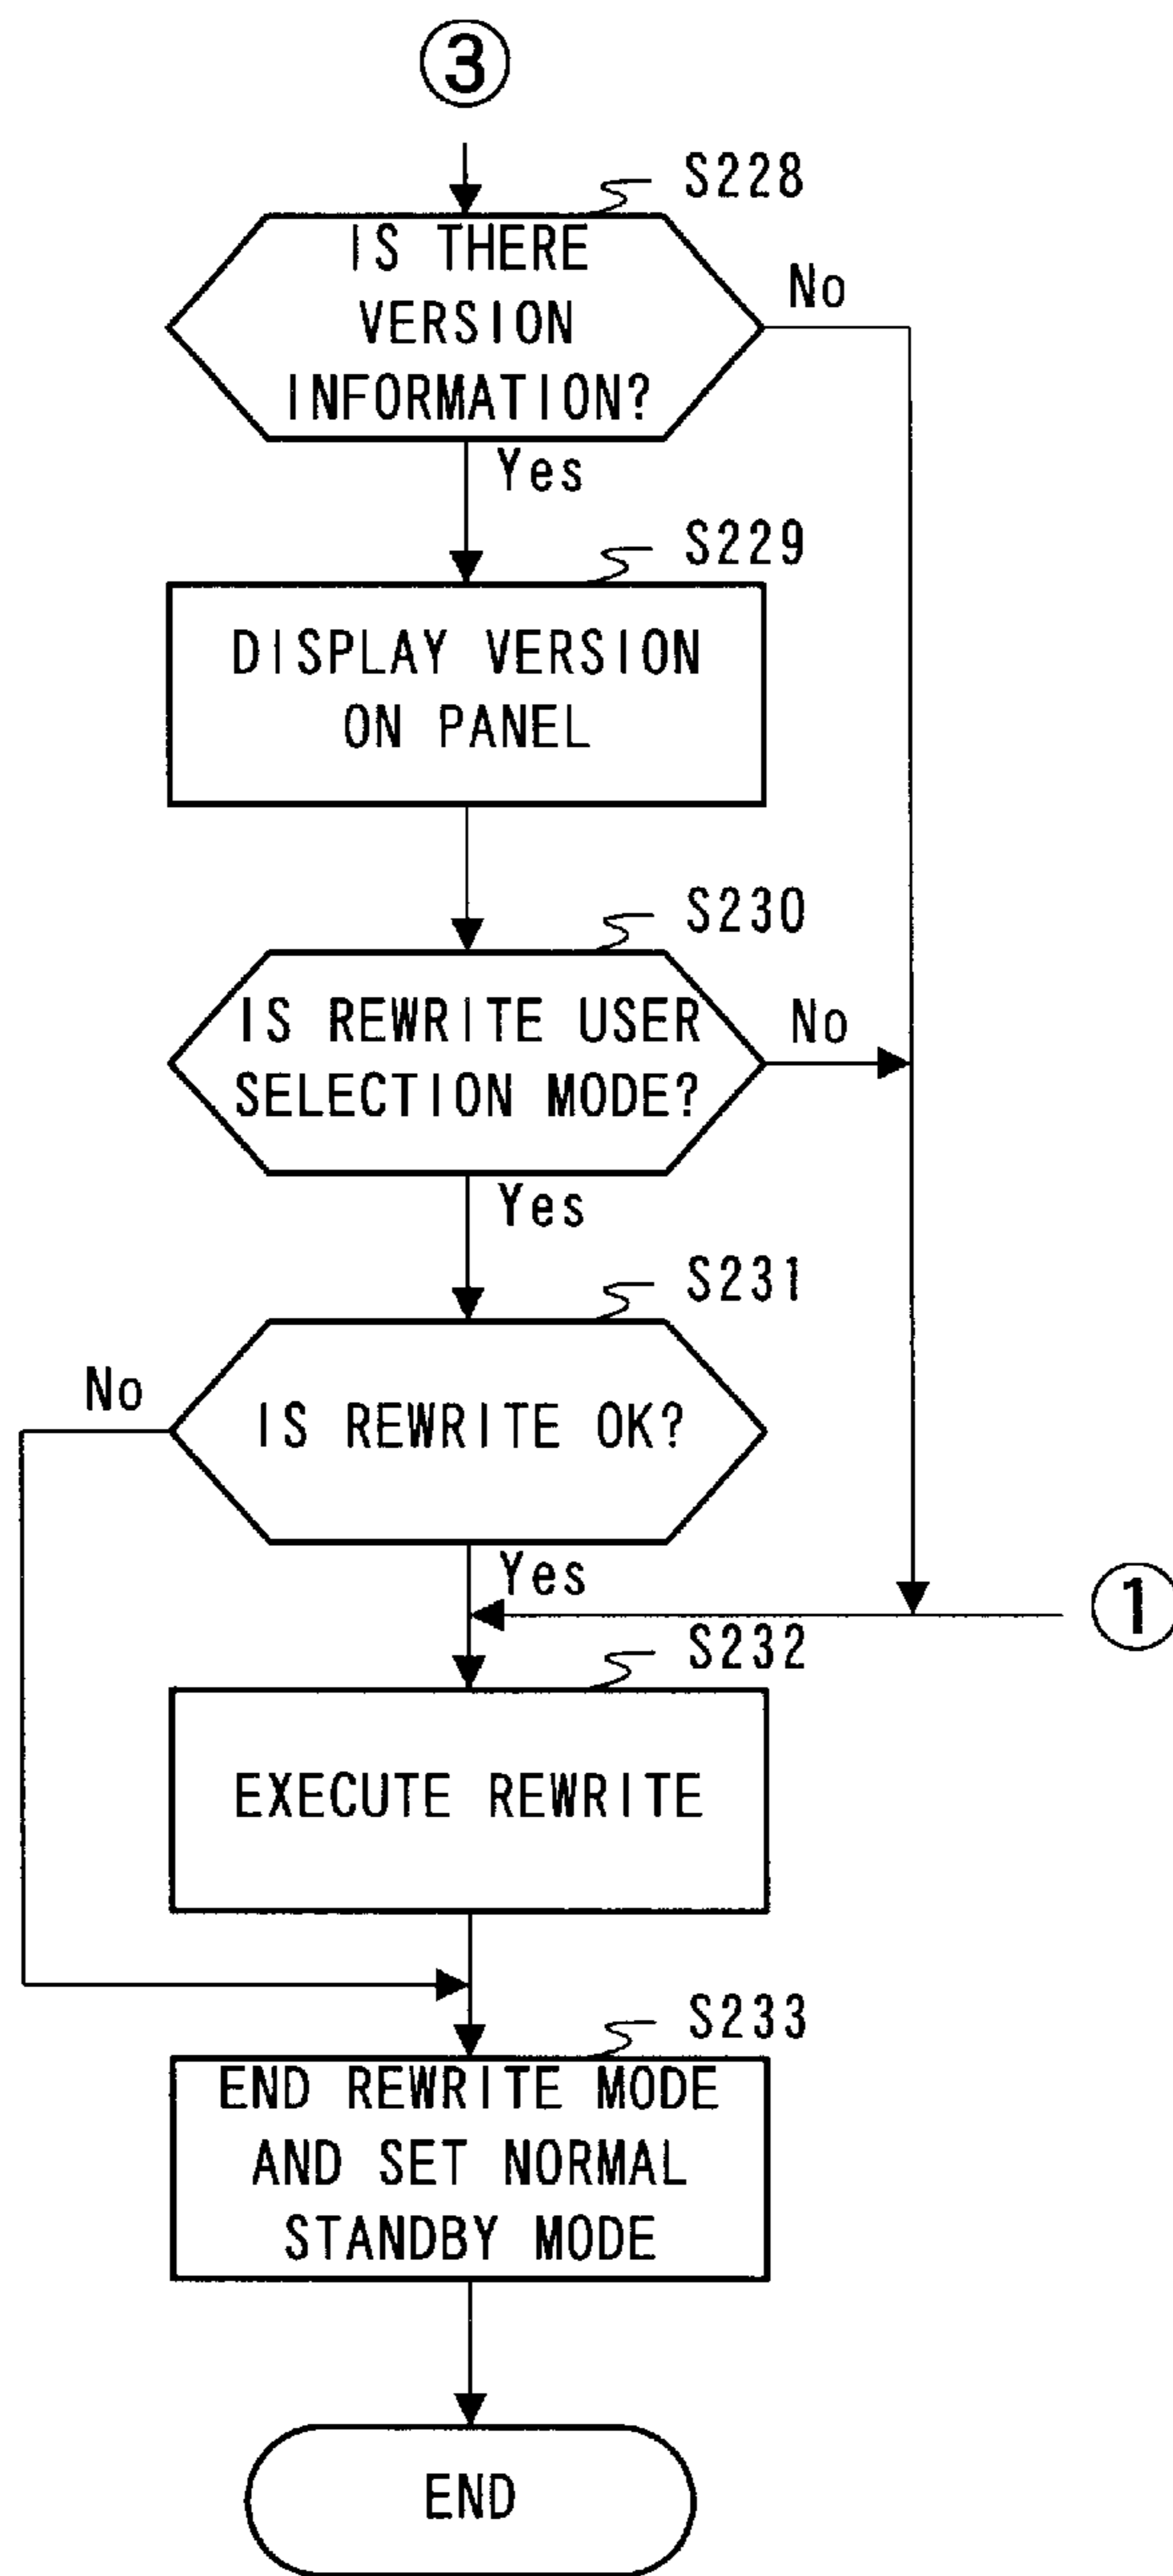 ③
S228
IS THERE
VERSION
INFORMATION?
No
Yes
S229
DISPLAY VERSION
ON PANEL
S230
IS REWRITE USER
SELECTION MODE?
No
Yes
S231
No
IS REWRITE OK?
Yes
①
S232
EXECUTE REWRITE
S233
END REWRITE MODE
AND SET NORMAL
STANDBY MODE
END